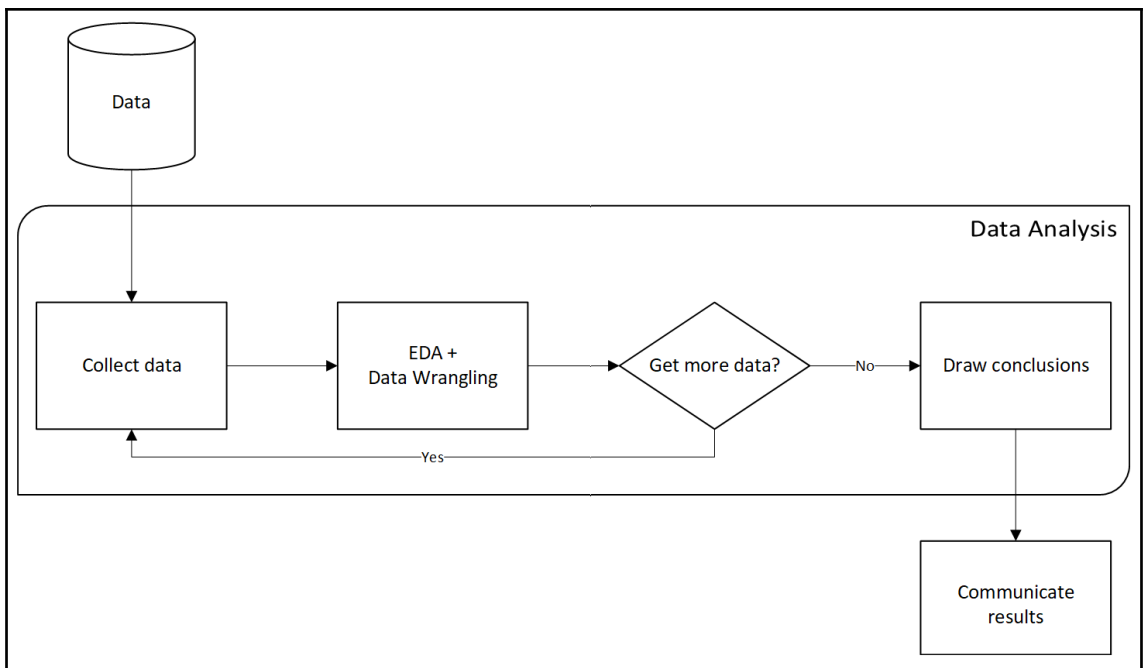 Data
Data Analysis
Collect data
EDA +
Data Wrangling
Get more data?
No
Draw conclusions
Yes
Communicate
results